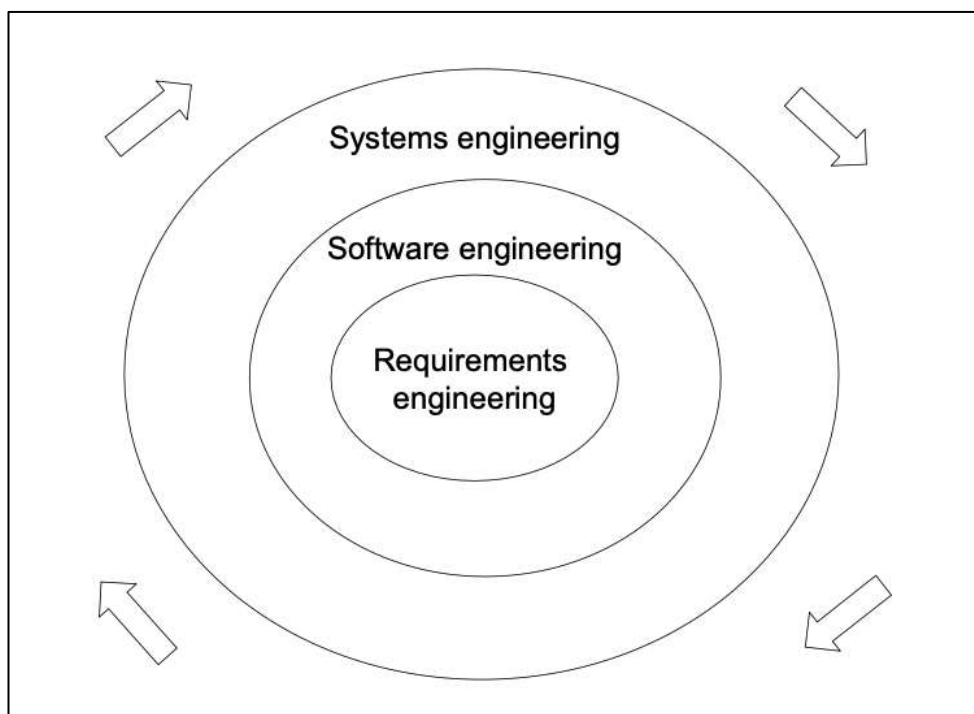 Systems engineering
Software engineering
Requirements
engineering